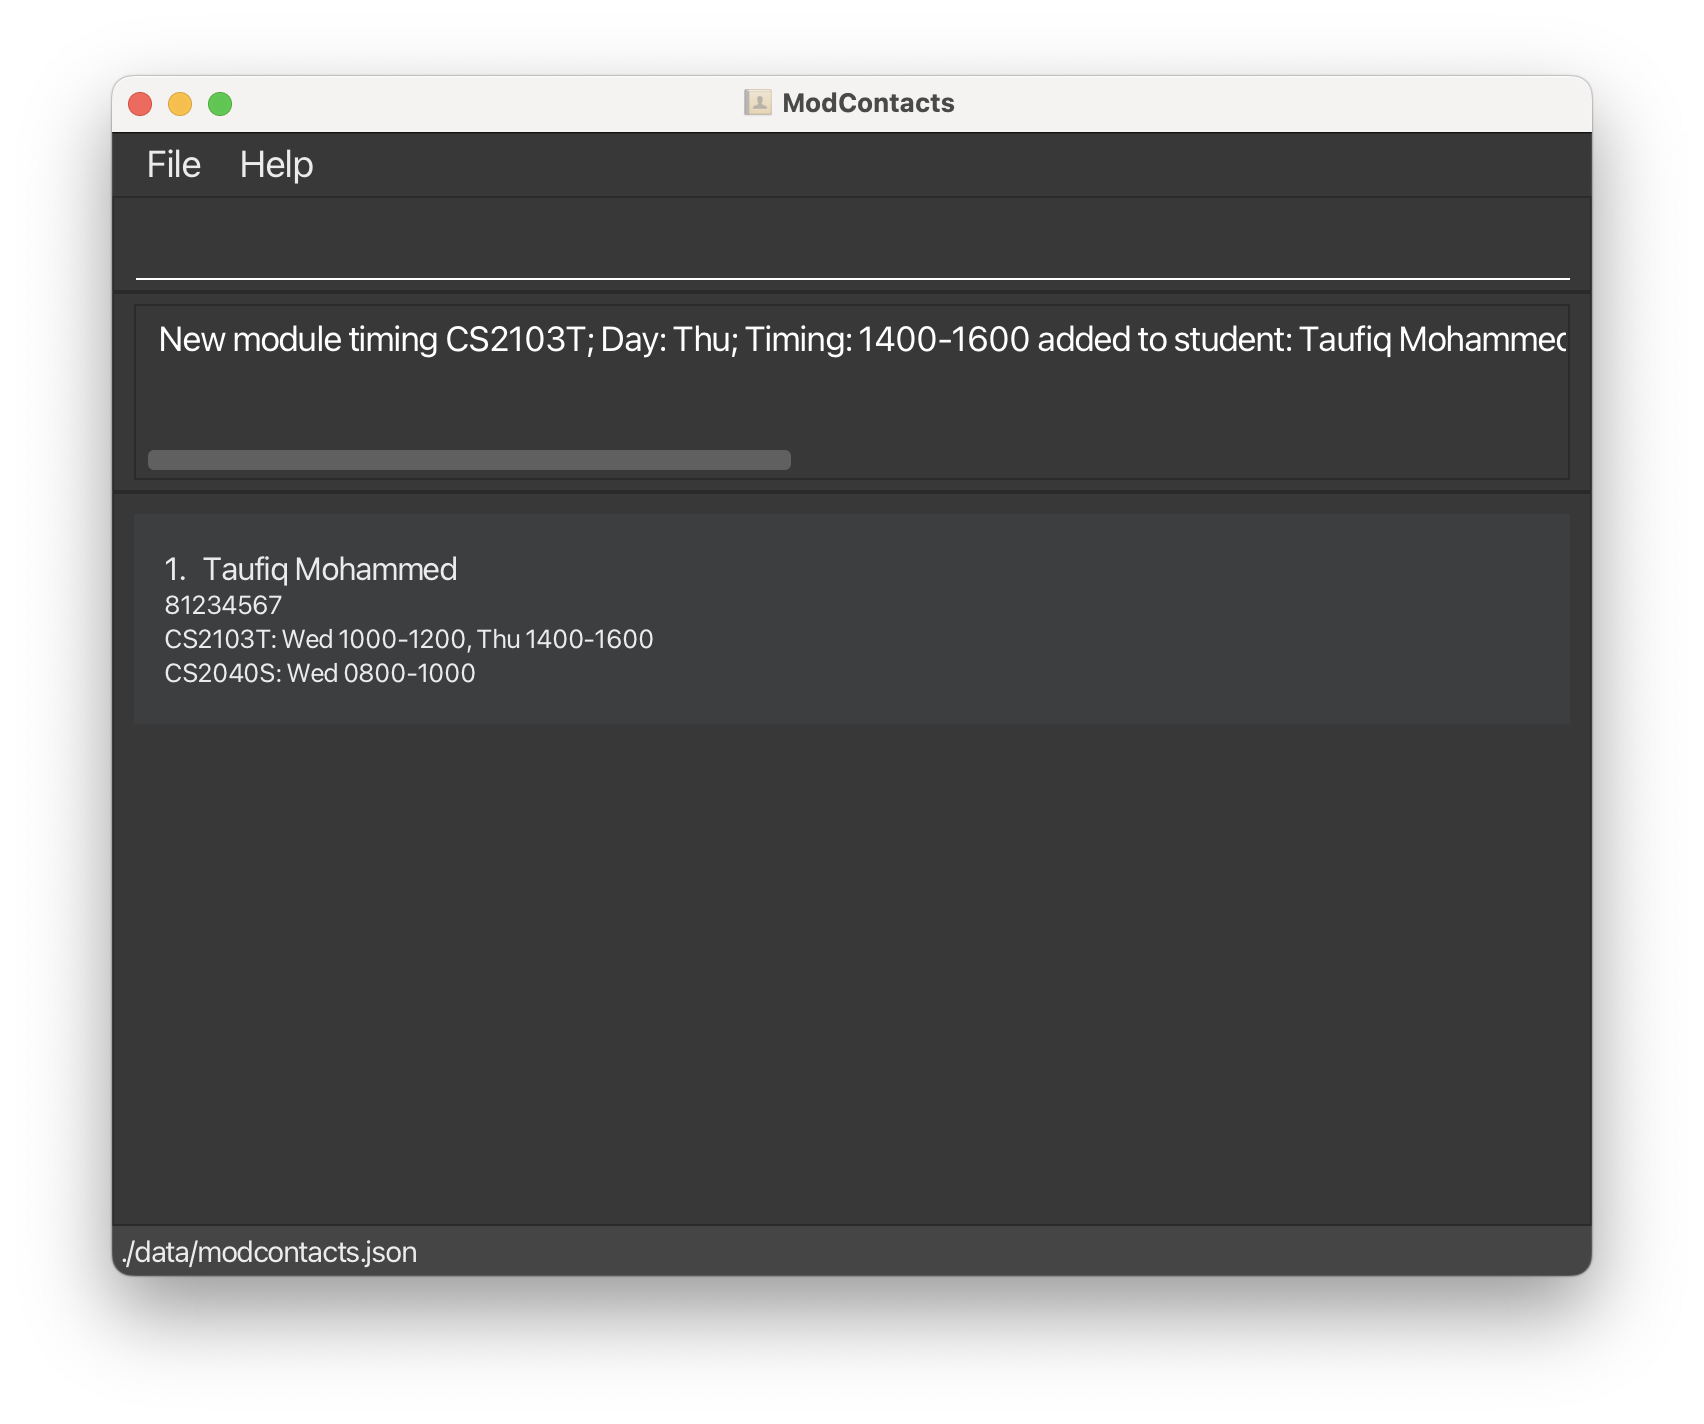 ModContacts
File Help
New module timing CS2103T; Day: Thu; Timing: 1400-1600 added to student: Taufiq Mohammed
1. Taufiq Mohammed
81234567
CS2103T: Wed 1000-1200, Thu 1400-1600
CS2040S: Wed 0800-1000
./data/modcontacts.json